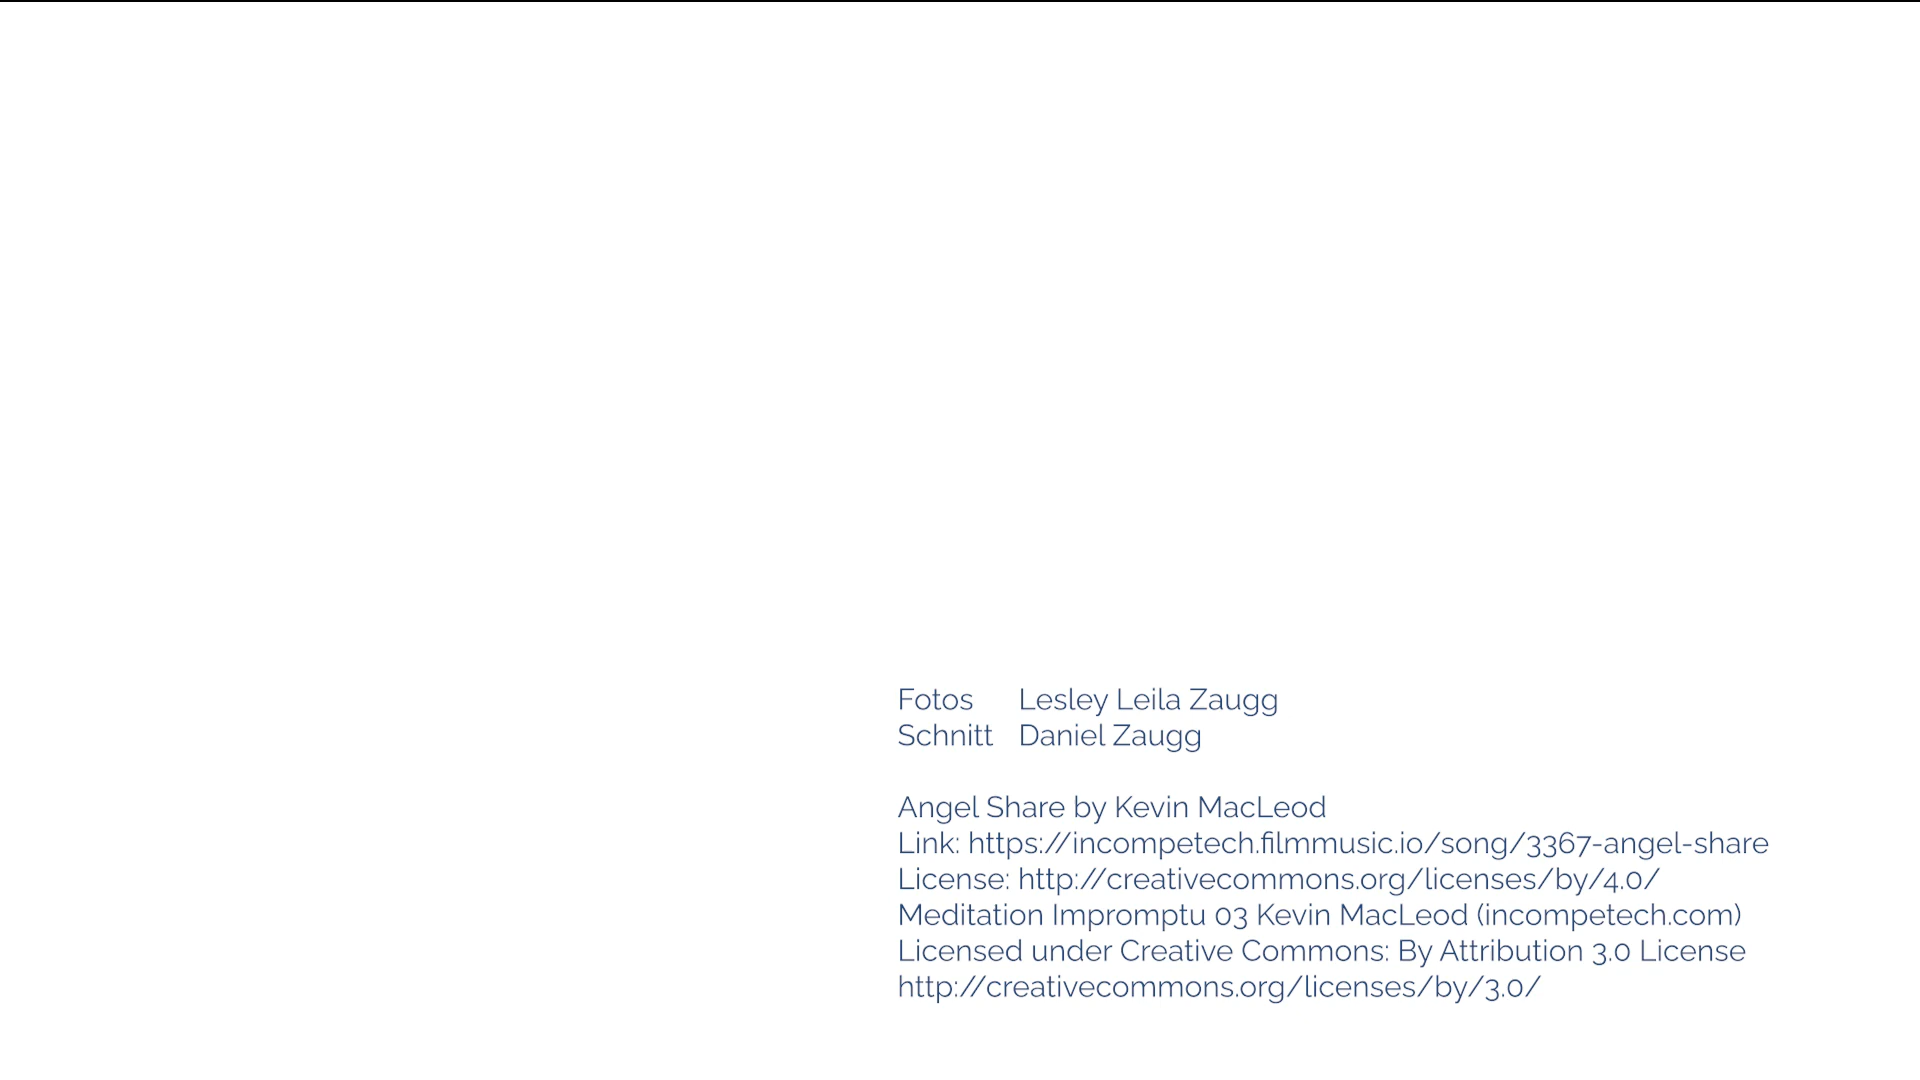 Fotos Lesley Leila Zaugg
Schnitt Daniel Zaugg
Angel Share by Kevin MacLeod
Link: https://incompetech.filmmusic.io/song/3367-angel-share
License: http://creativecommons.org/licenses/by/4.0/
Meditation Impromptu 03 Kevin MacLeod (incompetech.com)
Licensed under Creative Commons: By Attribution 3.0 License
http://creativecommons.org/licenses/by/3.0/